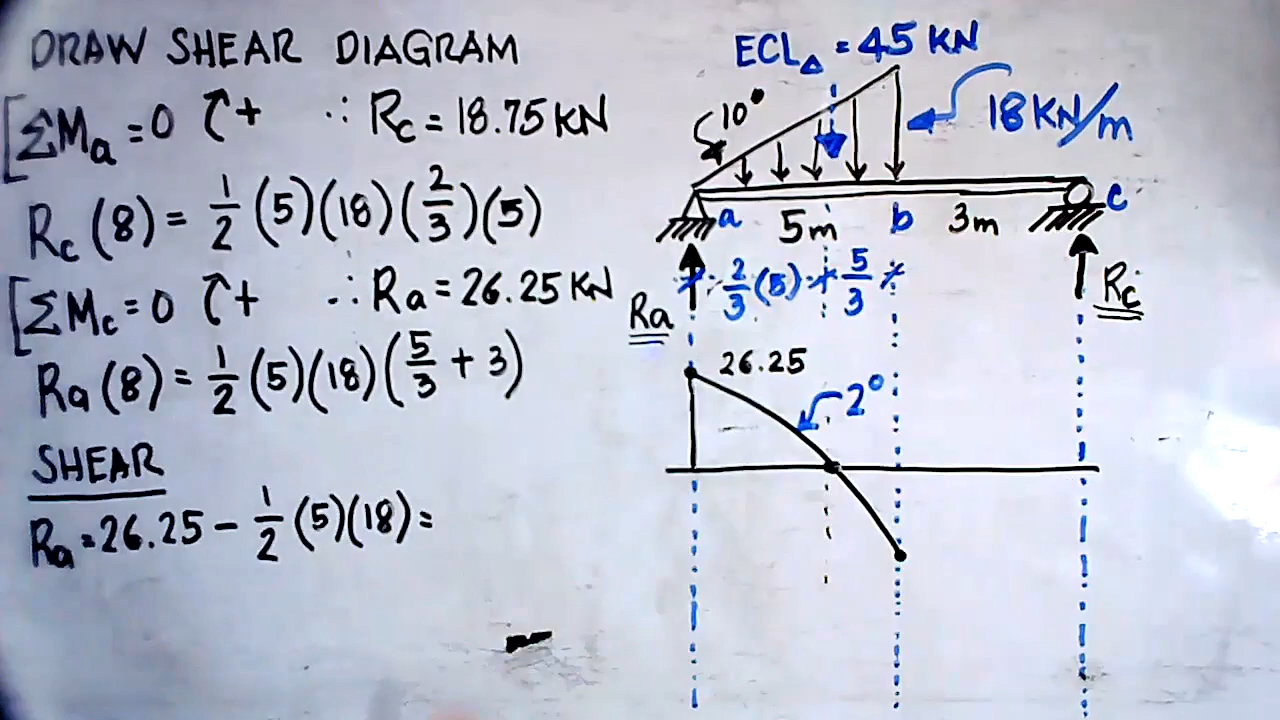 DRAW SHEAR DIAGRAM
[ΣMa = 0 ↻+ ∴ Rc = 18.75 KN
Rc (8) = 1/2 (5)(18)(2/3)(5)
[ΣMc = 0 ↻+ ∴ Ra = 26.25 KN
Ra (8) = 1/2 (5)(18)(5/3 + 3)
SHEAR
Ra = 26.25 - 1/2 (5)(18) =
ECL△ = 45 KN
10°
18 KN/m
a 5m b 3m c
2/3 (5) 5/3
Ra Rc
26.25
2°